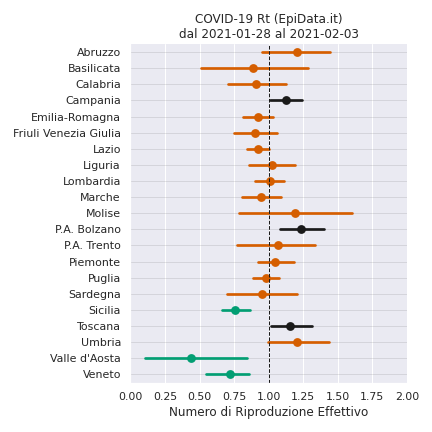 COVID-19 Rt (EpiData.it)
dal 2021-01-28 al 2021-02-03
Abruzzo
Basilicata
Calabria
Campania
Emilia-Romagna
Friuli Venezia Giulia
Lazio
Liguria
Lombardia
Marche
Molise
P.A. Bolzano
P.A. Trento
Piemonte
Puglia
Sardegna
Sicilia
Toscana
Umbria
Valle d'Aosta
Veneto
0.00 0.25 0.50 0.75 1.00 1.25 1.50 1.75 2.00
Numero di Riproduzione Effettivo